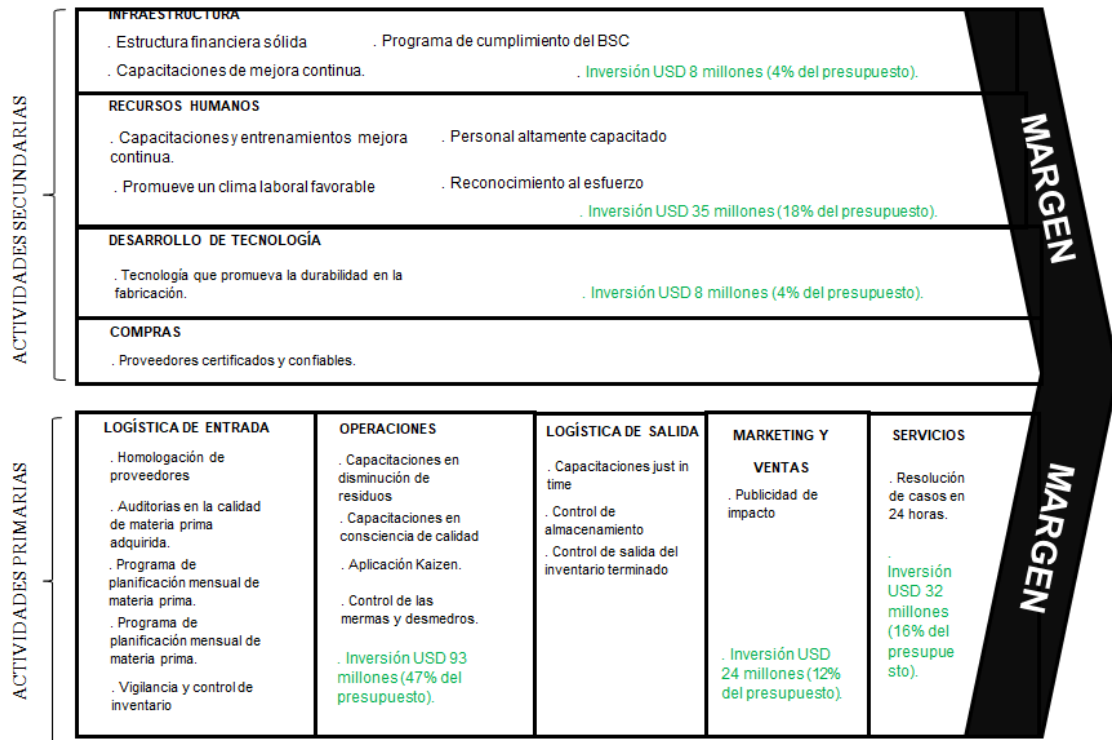 ACTIVIDADES SECUNDARIAS
INFRAESTRUCTURA
. Estructura financiera sólida
. Programa de cumplimiento del BSC
. Capacitaciones de mejora continua.
. Inversión USD 8 millones (4% del presupuesto).
RECURSOS HUMANOS
. Capacitaciones y entrenamientos mejora
continua.
. Personal altamente capacitado
. Promueve un clima laboral favorable
. Reconocimiento al esfuerzo
. Inversión USD 35 millones (18% del presupuesto).
DESARROLLO DE TECNOLOGÍA
. Tecnología que promueva la durabilidad en la
fabricación.
. Inversión USD 8 millones (4% del presupuesto).
COMPRAS
. Proveedores certificados y confiables.
MARGEN
ACTIVIDADES PRIMARIAS
LOGÍSTICA DE ENTRADA
. Homologación de
proveedores
. Auditorias en la calidad
de materia prima
adquirida.
. Programa de
planificación mensual de
materia prima.
. Programa de
planificación mensual de
materia prima.
. Vigilancia y control de
inventario
OPERACIONES
. Capacitaciones en
disminución de
residuos
. Capacitaciones en
consciencia de calidad
. Aplicación Kaizen.
. Control de las
mermas y desmedros.
. Inversión USD 93
millones (47% del
presupuesto).
LOGÍSTICA DE SALIDA
. Capacitaciones just in
time
. Control de
almacenamiento
. Control de salida del
inventario terminado
MARKETING Y
VENTAS
. Publicidad de
impacto
. Inversión USD
24 millones (12%
del presupuesto).
SERVICIOS
. Resolución
de casos en
24 horas.
.
Inversión
USD 32
millones
(16% del
presupue
sto).
MARGEN